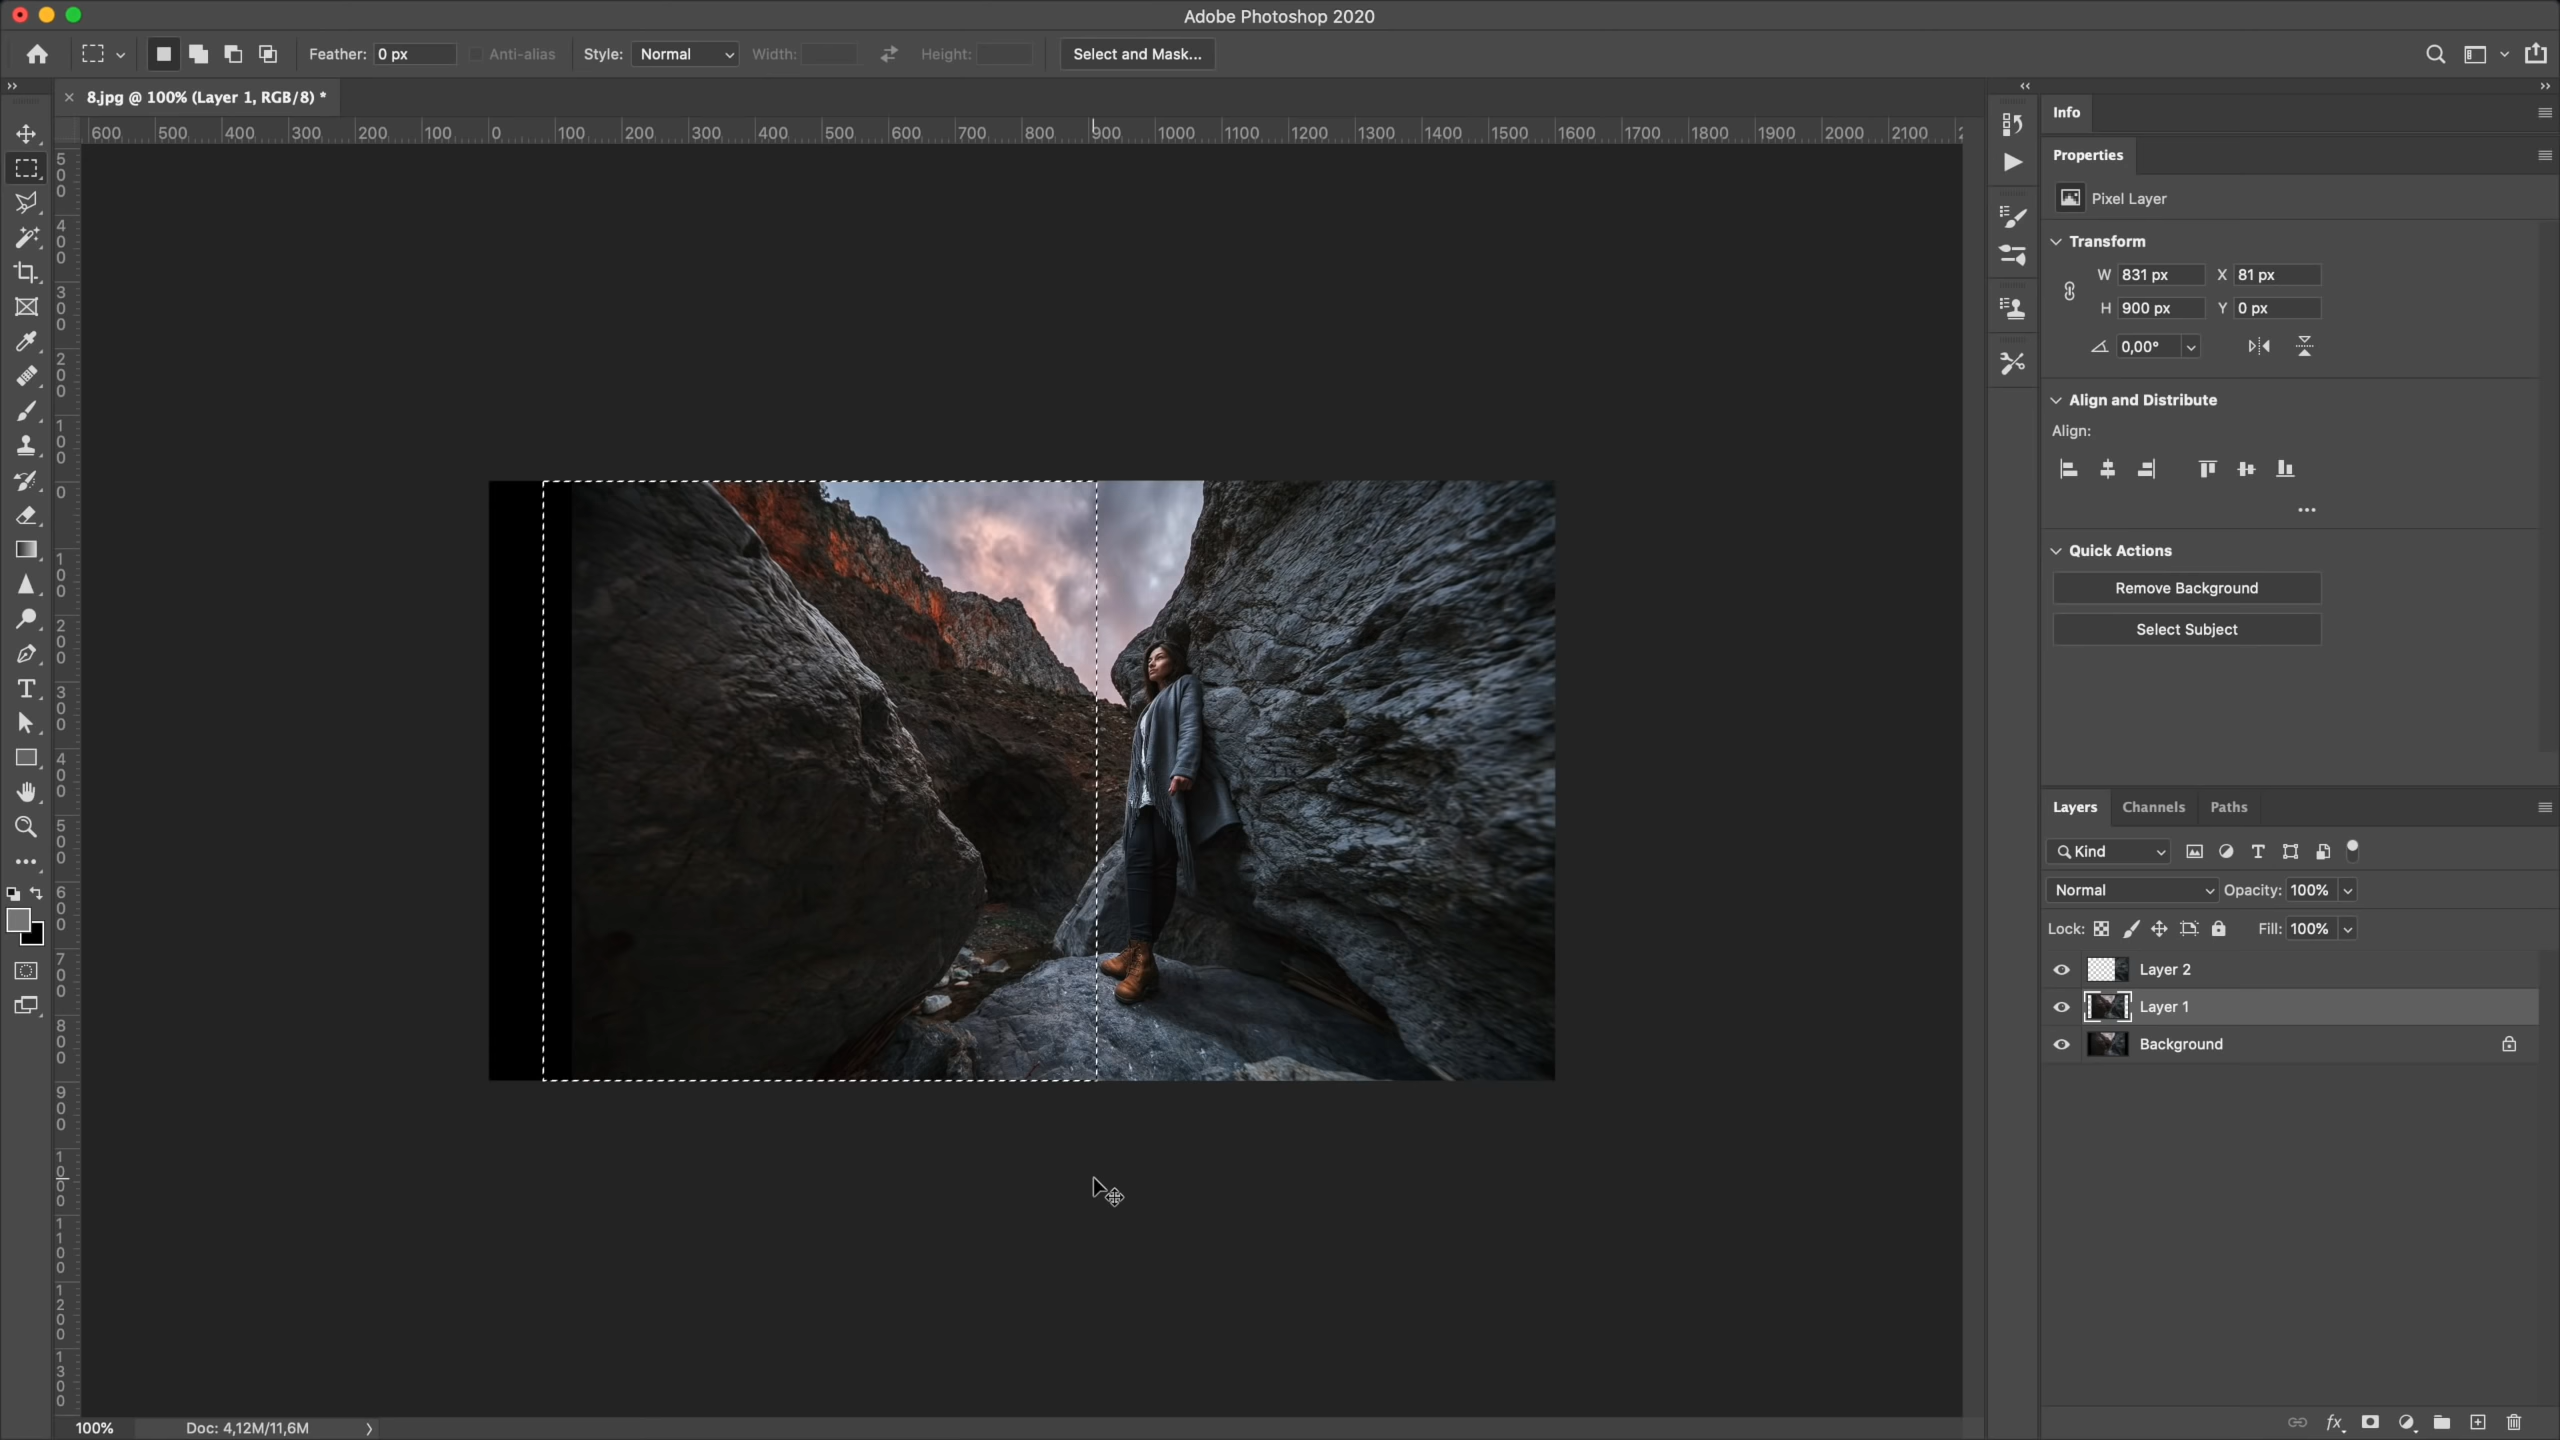 Adobe Photoshop 2020
Feather: 0 px Anti-alias Style: Normal Width: Height: Select and Mask...
8.jpg @ 100% (Layer 1, RGB/8) *
600 500 400 300 200 100 0 100 200 300 400 500 600 700 800 900 1000 1100 1200 1300 1400 1500 1600 1700 1800 1900 2000 2100
500
400
300
200
100
0
100
200
300
400
500
600
700
800
900
1000
1100
1200
1300
Info
Properties
Pixel Layer
Transform
W 831 px X 81 px
H 900 px Y 0 px
0,00°
Align and Distribute
Align:
Quick Actions
Remove Background
Select Subject
Layers Channels Paths
Kind
Normal Opacity: 100%
Lock: Fill: 100%
Layer 2
Layer 1
Background
fx
100% Doc: 4,12M/11,6M